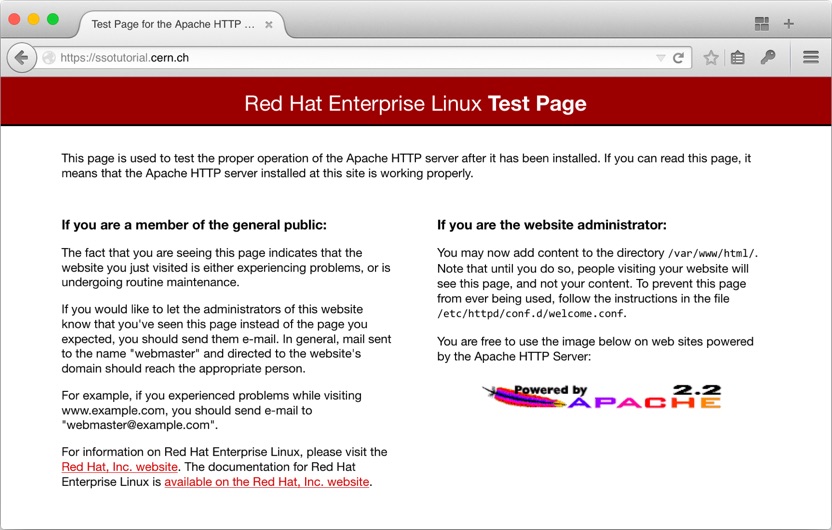 Test Page for the Apache HTTP ...
https://ssotutorial.cern.ch
Red Hat Enterprise Linux Test Page
This page is used to test the proper operation of the Apache HTTP server after it has been installed. If you can read this page, it
means that the Apache HTTP server installed at this site is working properly.
If you are a member of the general public:
The fact that you are seeing this page indicates that the
website you just visited is either experiencing problems, or is
undergoing routine maintenance.
If you would like to let the administrators of this website
know that you've seen this page instead of the page you
expected, you should send them e-mail. In general, mail sent
to the name "webmaster" and directed to the website's
domain should reach the appropriate person.
For example, if you experienced problems while visiting
www.example.com, you should send e-mail to
"webmaster@example.com".
For information on Red Hat Enterprise Linux, please visit the
Red Hat, Inc. website. The documentation for Red Hat
Enterprise Linux is available on the Red Hat, Inc. website.
If you are the website administrator:
You may now add content to the directory /var/www/html/.
Note that until you do so, people visiting your website will
see this page, and not your content. To prevent this page
from ever being used, follow the instructions in the file
/etc/httpd/conf.d/welcome.conf.
You are free to use the image below on web sites powered
by the Apache HTTP Server:
Powered by 2.2
APACHE